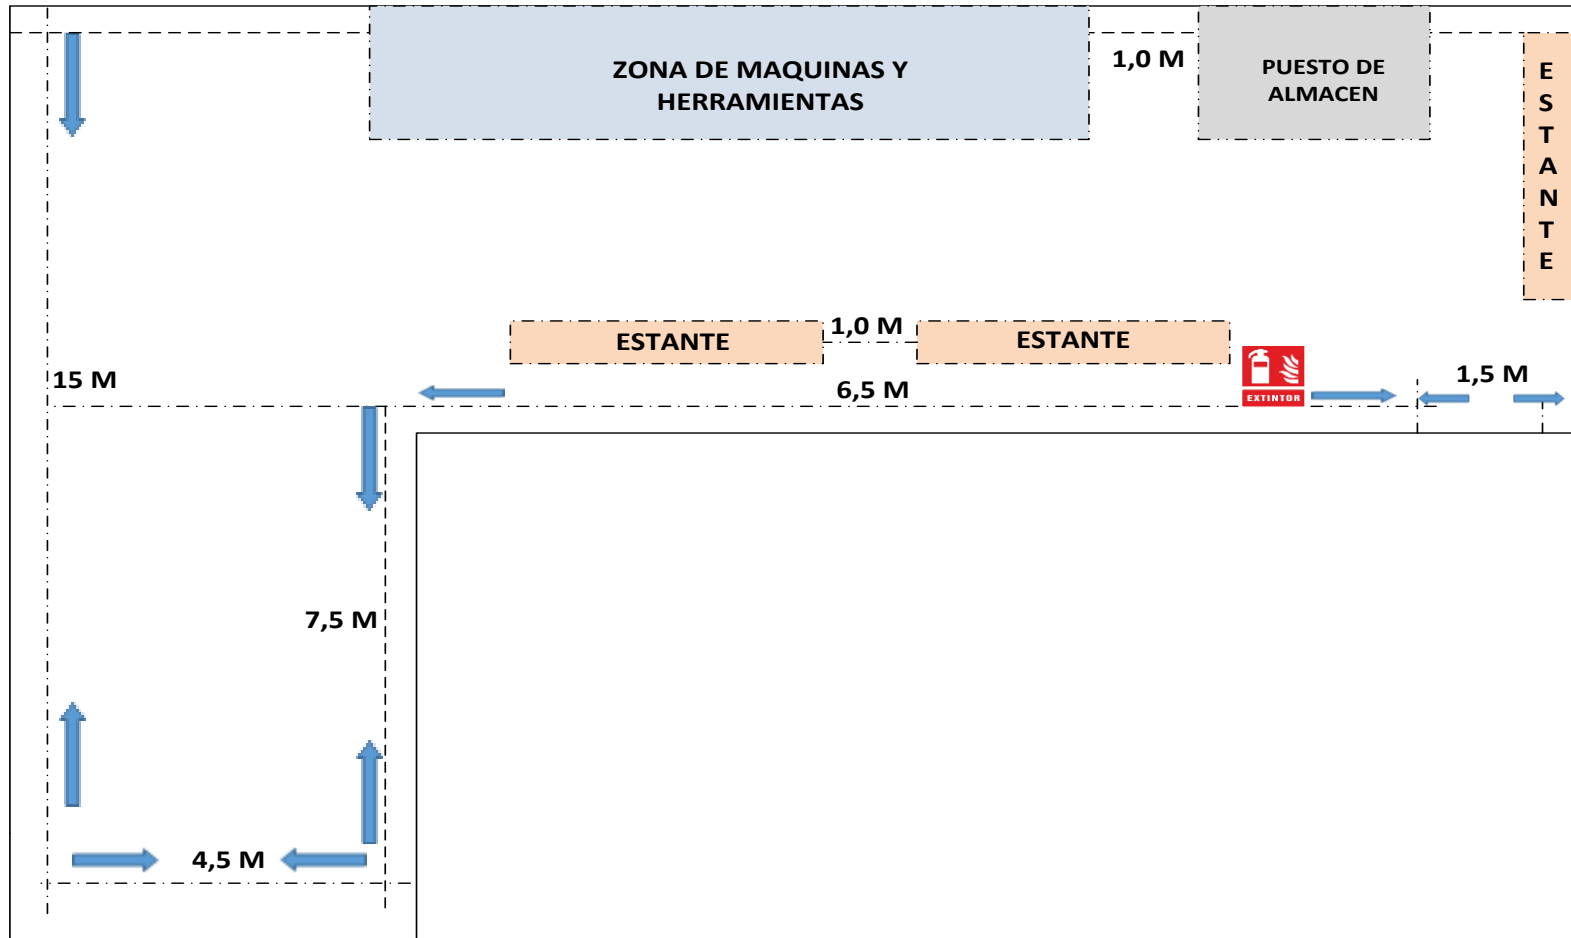 ZONA DE MAQUINAS Y
HERRAMIENTAS
1,0 M
PUESTO DE
ALMACEN
E
S
T
A
N
T
E
ESTANTE
1,0 M
ESTANTE
15 M
6,5 M
EXTINTOR
1,5 M
7,5 M
4,5 M